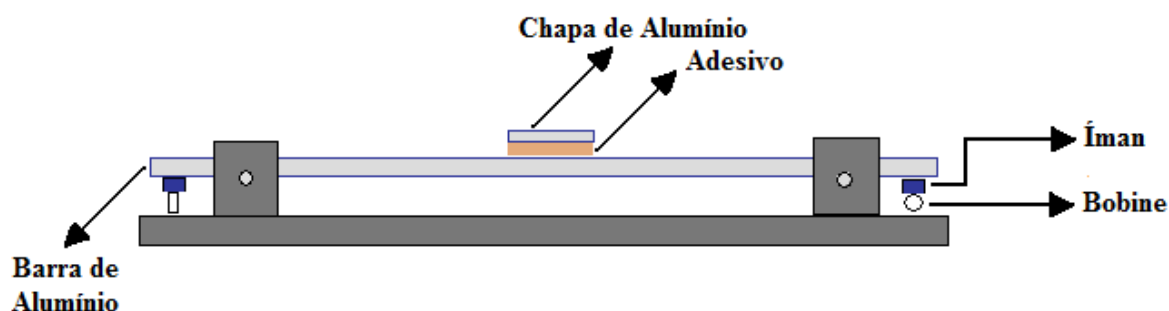 Chapa de Alumínio
Adesivo
Íman
Bobine
Barra de
Alumínio